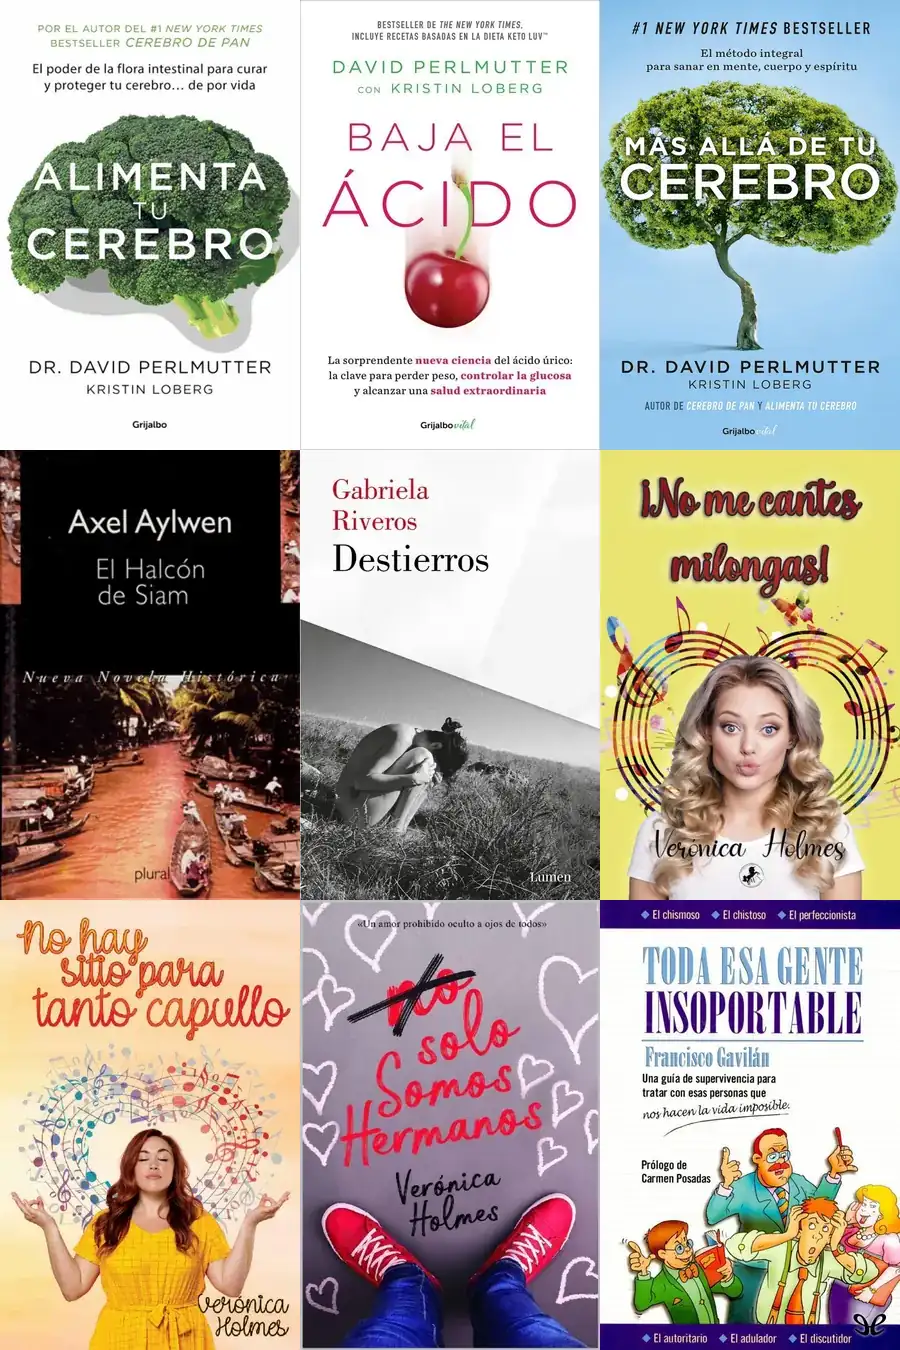 POR EL AUTOR DEL #1 NEW YORK TIMES
BESTSELLER CEREBRO DE PAN
El poder de la flora intestinal para curar
y proteger tu cerebro... de por vida
ALIMENTA
TU
CEREBRO
DR. DAVID PERLMUTTER
KRISTIN LOBERG
Grijalbo
BESTSELLER DE THE NEW YORK TIMES.
INCLUYE RECETAS BASADAS EN LA DIETA KETO LUV™
DAVID PERLMUTTER
CON KRISTIN LOBERG
BAJA EL
ÁCIDO
La sorprendente nueva ciencia del ácido úrico:
la clave para perder peso, controlar la glucosa
y alcanzar una salud extraordinaria
Grijalbo vital
#1 NEW YORK TIMES BESTSELLER
El método integral
para sanar en mente, cuerpo y espíritu
MÁS ALLÁ DE TU
CEREBRO
DR. DAVID PERLMUTTER
KRISTIN LOBERG
AUTOR DE CEREBRO DE PAN Y ALIMENTA TU CEREBRO
Grijalbo vital
Axel Aylwen
El Halcón
de Siam
Nueva Novela Histórica
plural
Gabriela
Riveros
Destierros
Lumen
¡No me cantes
milongas!
Verónica Holmes
No hay
sitio para
tanto capullo
Verónica
Holmes
«Un amor prohibido oculto a ojos de todos»
no
solo
Somos
Hermanos
Verónica
Holmes
El chismoso
El chistoso
El perfeccionista
TODA ESA GENTE
INSOPORTABLE
Francisco Gavilán
Una guía de supervivencia para
tratar con esas personas que
nos hacen la vida imposible.
Prólogo de
Carmen Posadas
El autoritario
El adulador
El discutidor